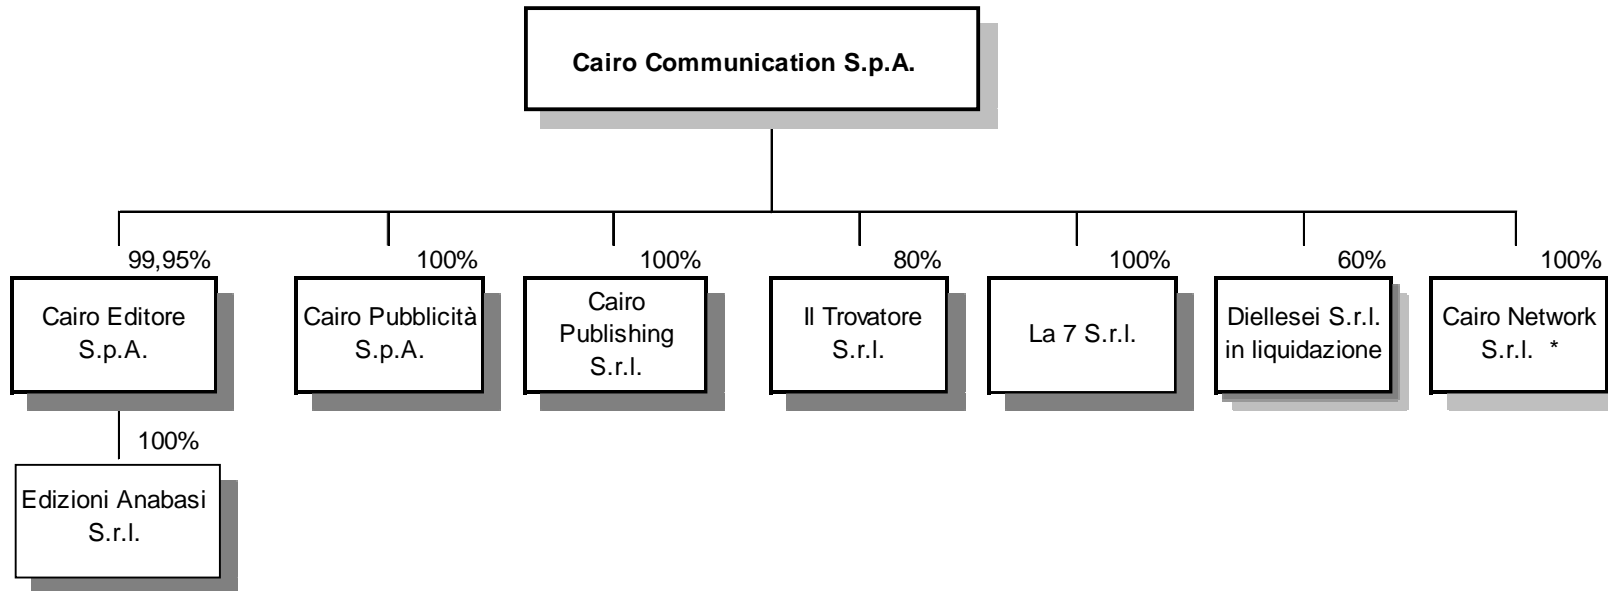 Cairo Communication S.p.A.
99,95%
100%
100%
80%
100%
60%
100%
Cairo Editore
S.p.A.
Cairo Pubblicità
S.p.A.
Cairo
Publishing
S.r.l.
Il Trovatore
S.r.l.
La 7 S.r.l.
Diellesei S.r.l.
in liquidazione
Cairo Network
S.r.l. *
100%
Edizioni Anabasi
S.r.l.